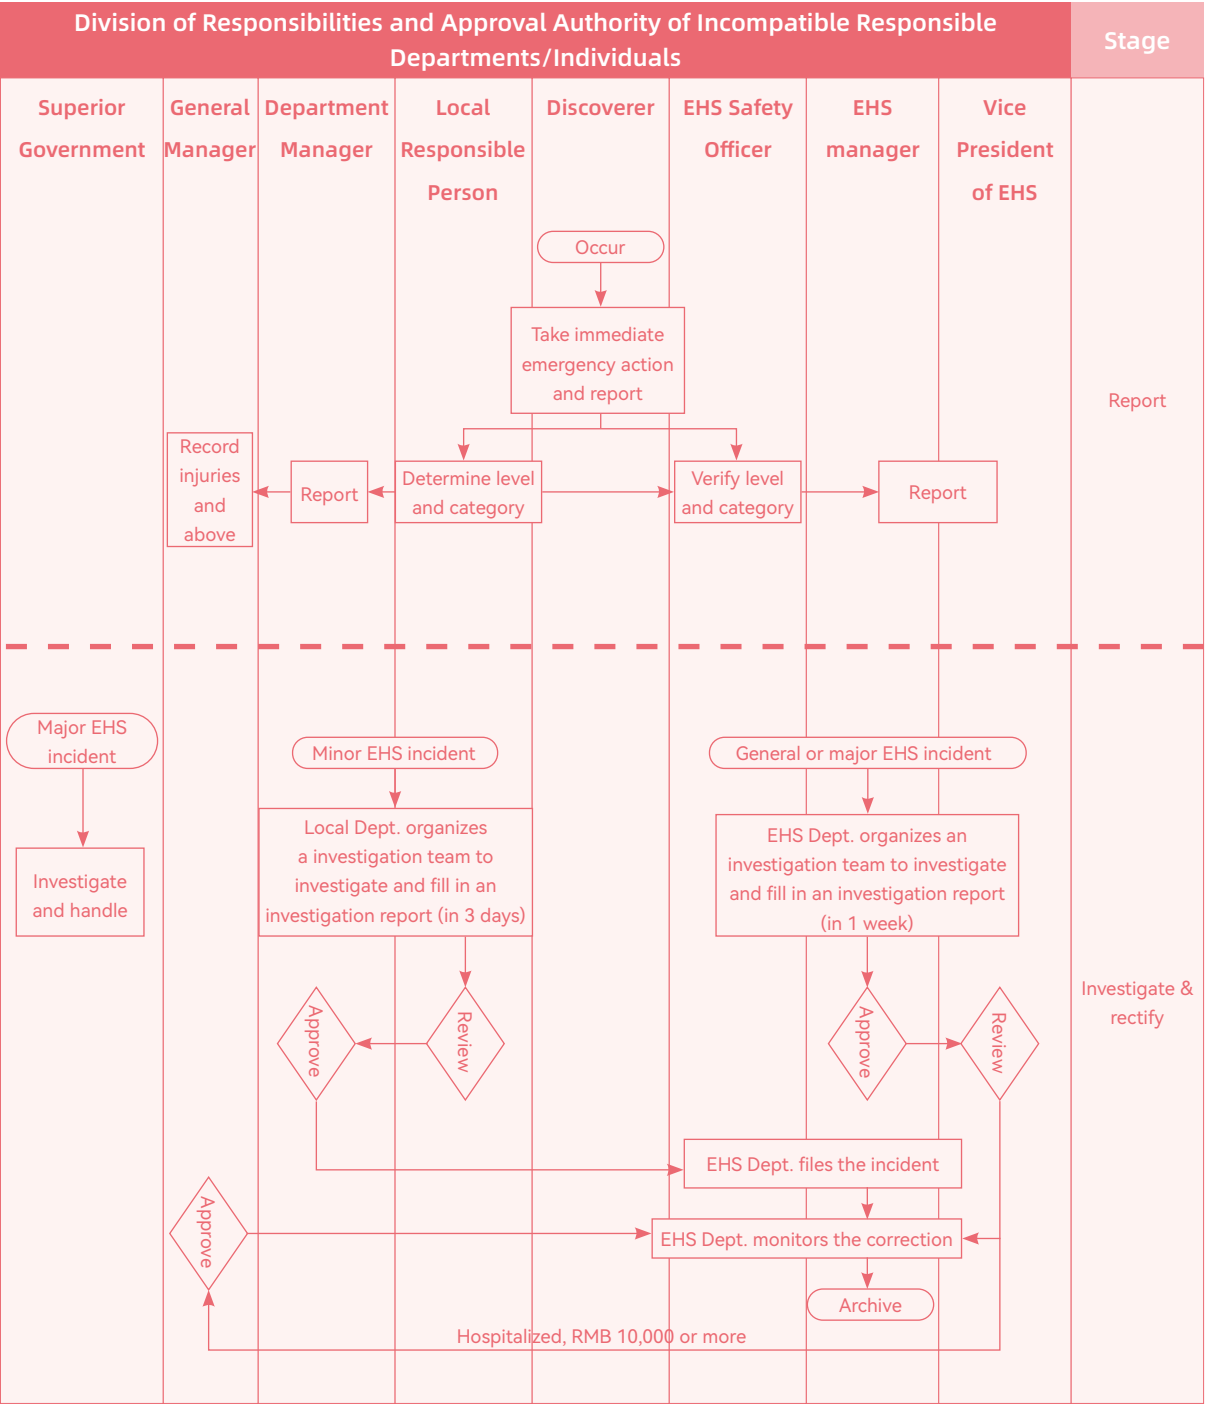 Division of Responsibilities and Approval Authority of Incompatible Responsible
Departments/Individuals
Stage
Superior
Government
General
Manager
Department
Manager
Local
Responsible
Person
Discoverer
EHS Safety
Officer
EHS
manager
Vice
President
of EHS
Occur
Take immediate
emergency action
and report
Report
Record
injuries
and
above
Report
Determine level
and category
Verify level
and category
Report
Major EHS
incident
Minor EHS incident
General or major EHS incident
Investigate
and handle
Local Dept. organizes
a investigation team to
investigate and fill in an
investigation report (in 3 days)
EHS Dept. organizes an
investigation team to investigate
and fill in an investigation report
(in 1 week)
Investigate &
rectify
Approve
Review
Approve
Review
EHS Dept. files the incident
Approve
EHS Dept. monitors the correction
Archive
Hospitalized, RMB 10,000 or more